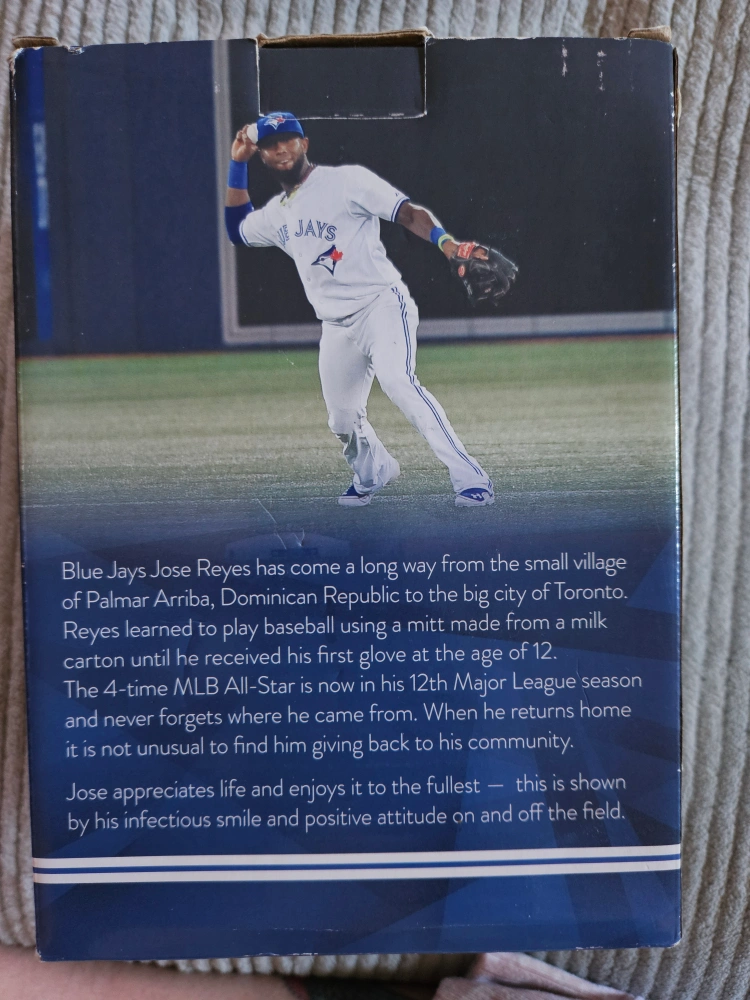 JAYS
Blue Jays Jose Reyes has come a long way from the small village
of Palmar Arriba, Dominican Republic to the big city of Toronto.
Reyes learned to play baseball using a mitt made from a milk
carton until he received his first glove at the age of 12.
The 4-time MLB All-Star is now in his 12th Major League season
and never forgets where he came from. When he returns home
it is not unusual to find him giving back to his community.
Jose appreciates life and enjoys it to the fullest — this is shown
by his infectious smile and positive attitude on and off the field.